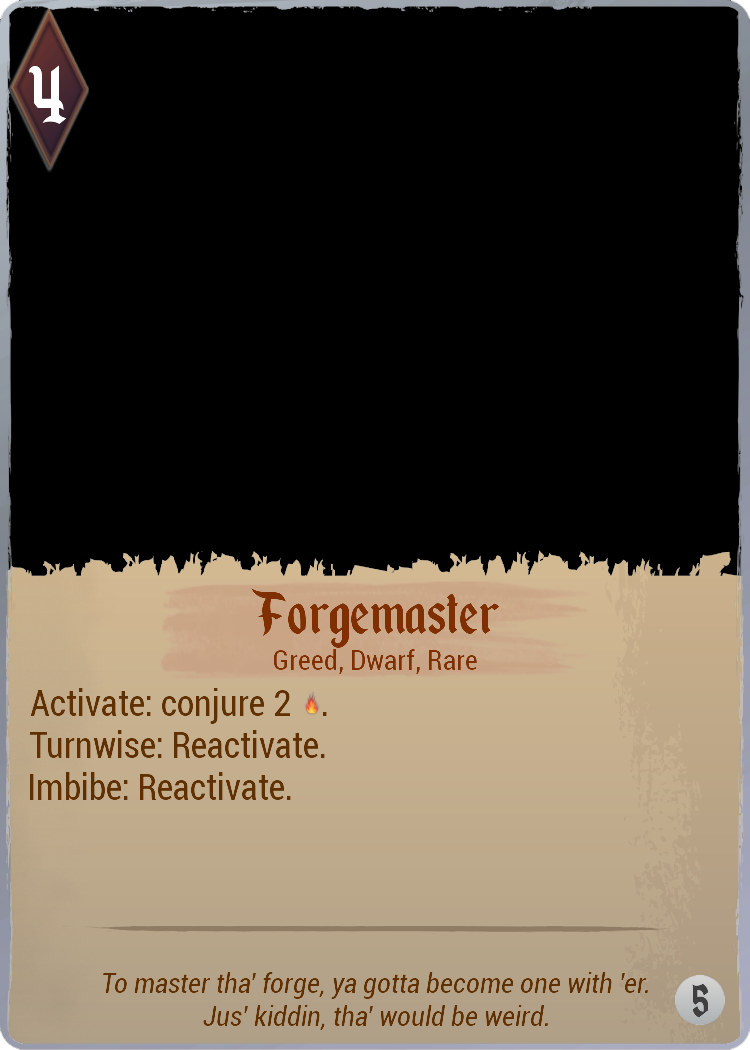 4
Forgemaster
Greed, Dwarf, Rare
Activate: conjure 2 🔥.
Turnwise: Reactivate.
Imbibe: Reactivate.
To master tha' forge, ya gotta become one with 'er.
Jus' kiddin, tha' would be weird.
5